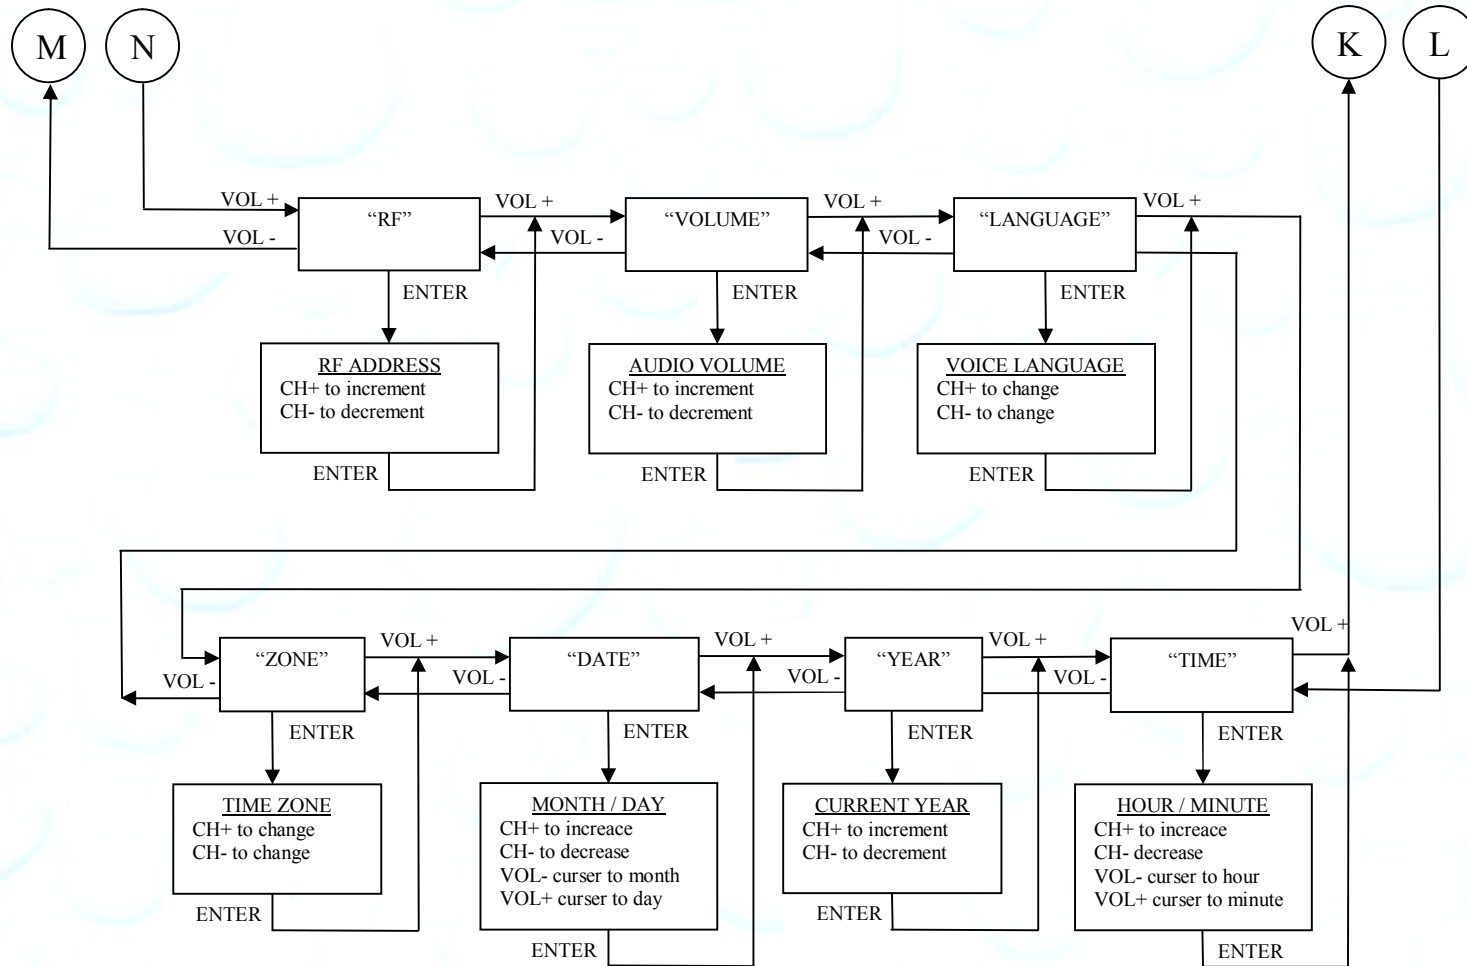 M N K L
VOL + VOL + VOL + VOL +
“RF” “VOLUME” “LANGUAGE”
VOL - VOL - VOL -
ENTER ENTER ENTER
RF ADDRESS
CH+ to increment
CH- to decrement
ENTER
AUDIO VOLUME
CH+ to increment
CH- to decrement
ENTER
VOICE LANGUAGE
CH+ to change
CH- to change
ENTER
VOL + VOL + VOL + VOL +
“ZONE” “DATE” “YEAR” “TIME”
VOL - VOL - VOL - VOL -
ENTER ENTER ENTER ENTER
TIME ZONE
CH+ to change
CH- to change
ENTER
MONTH / DAY
CH+ to increace
CH- to decrease
VOL- curser to month
VOL+ curser to day
ENTER
CURRENT YEAR
CH+ to increment
CH- to decrement
ENTER
HOUR / MINUTE
CH+ to increace
CH- decrease
VOL- curser to hour
VOL+ curser to minute
ENTER